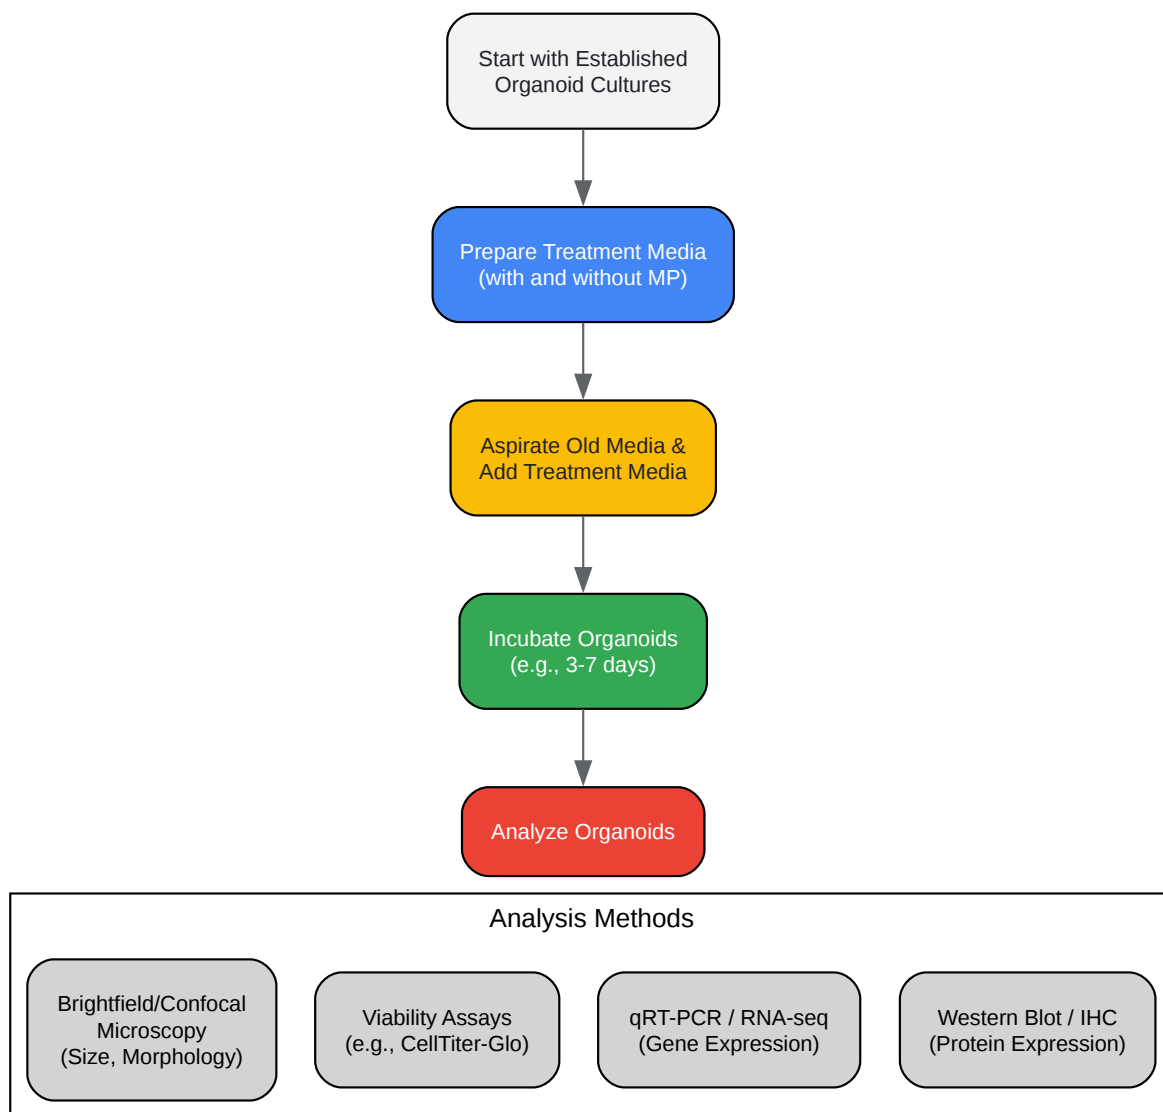 Start with Established
Organoid Cultures
Prepare Treatment Media
(with and without MP)
Aspirate Old Media &
Add Treatment Media
Incubate Organoids
(e.g., 3-7 days)
Analyze Organoids
Analysis Methods
Brightfield/Confocal
Microscopy
(Size, Morphology)
Viability Assays
(e.g., CellTiter-Glo)
qRT-PCR / RNA-seq
(Gene Expression)
Western Blot / IHC
(Protein Expression)